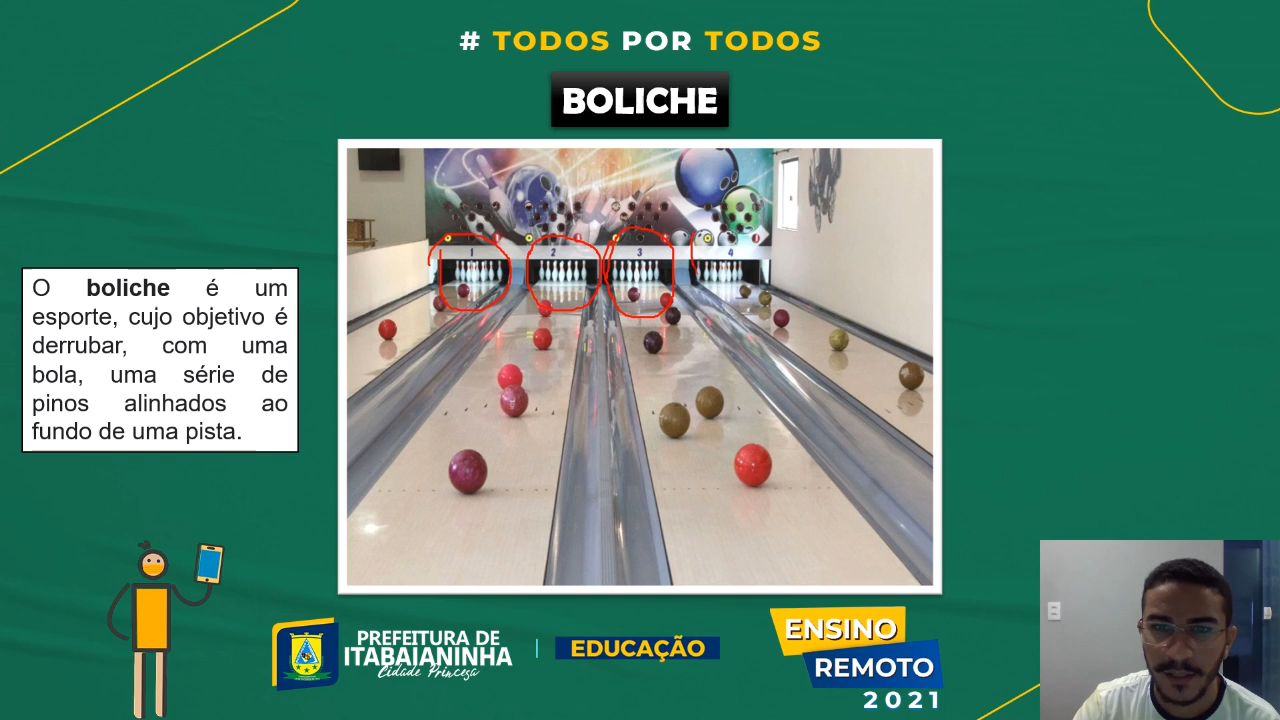 # TODOS POR TODOS
BOLICHE
1 2 3 4
O boliche é um
esporte, cujo objetivo é
derrubar, com uma
bola, uma série de
pinos alinhados ao
fundo de uma pista.
PREFEITURA DE
ITABAIANINHA
Cidade Princesa
EDUCAÇÃO
ENSINO
REMOTO
2021